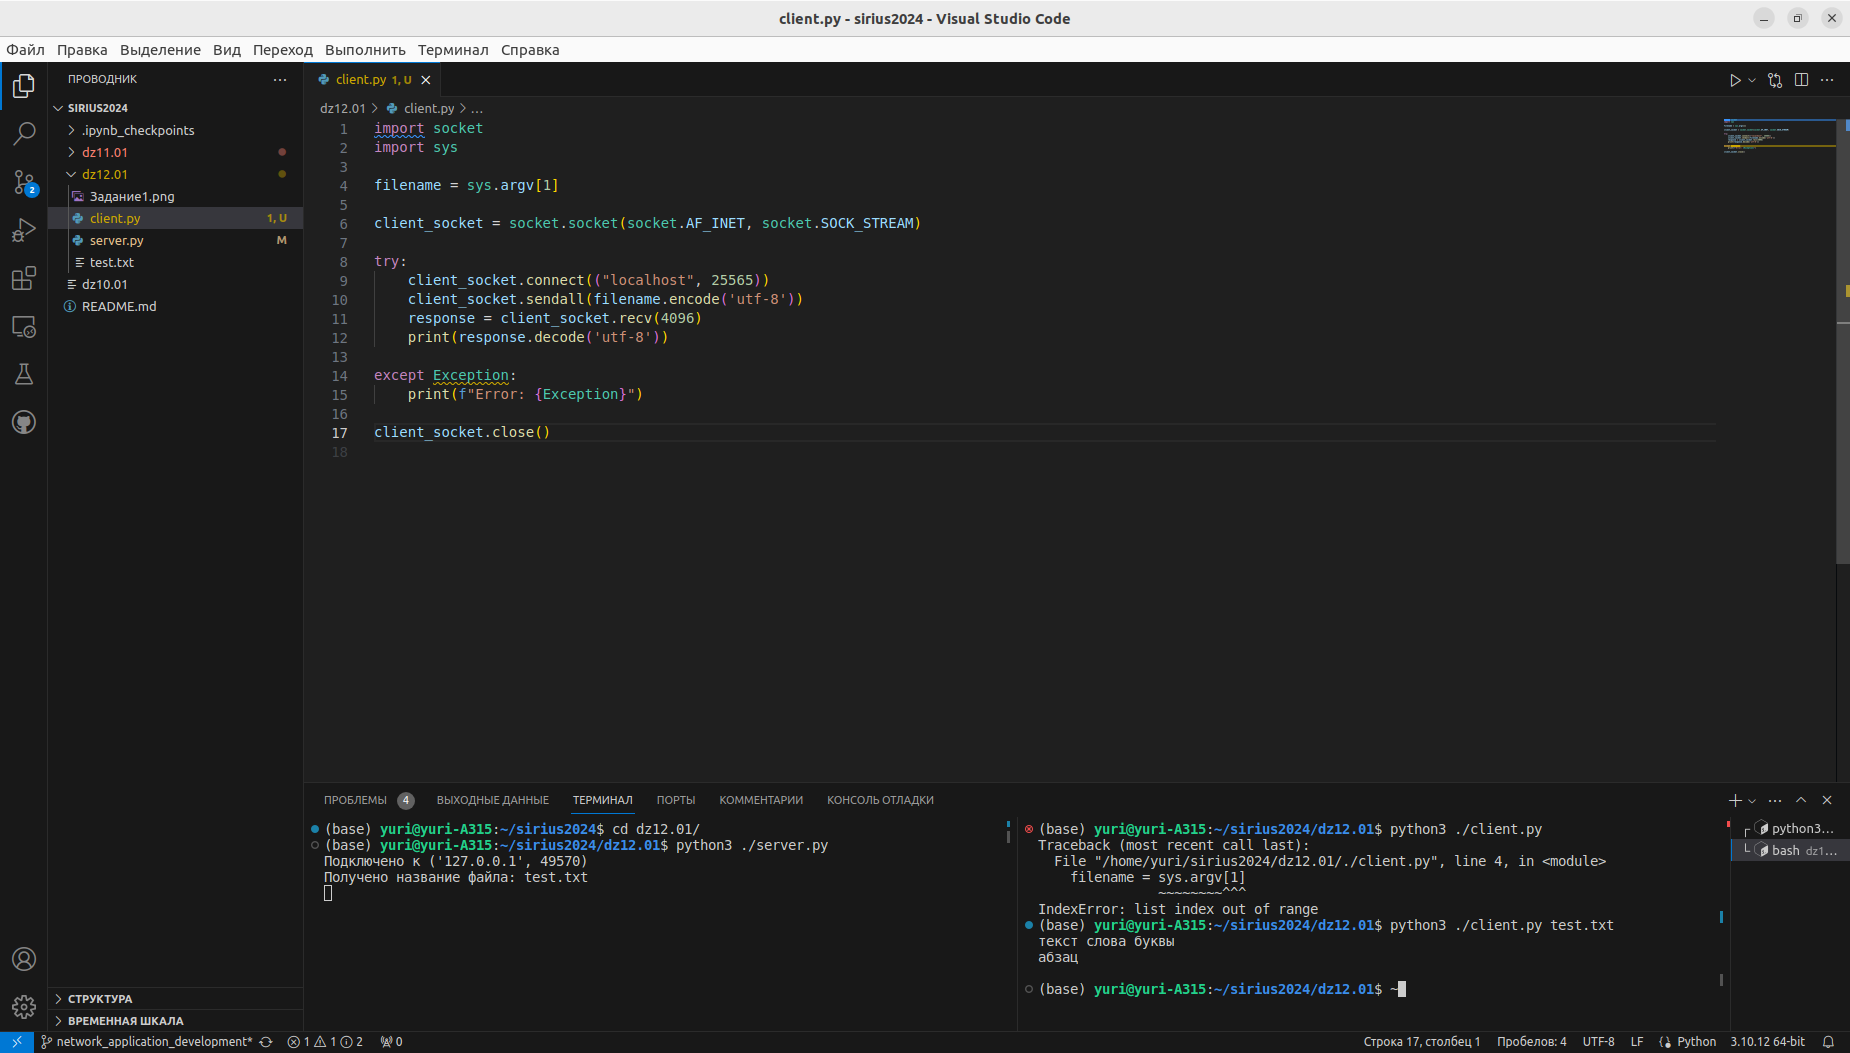 client.py - sirius2024 - Visual Studio Code
Файл Правка Выделение Вид Переход Выполнить Терминал Справка
ПРОВОДНИК
SIRIUS2024
.ipynb_checkpoints
dz11.01
dz12.01
Задание1.png
client.py 1, U
server.py M
test.txt
dz10.01
README.md
2
СТРУКТУРА
ВРЕМЕННАЯ ШКАЛА
client.py 1, U
dz12.01 > client.py > ...
1 import socket
2 import sys
3
4 filename = sys.argv[1]
5
6 client_socket = socket.socket(socket.AF_INET, socket.SOCK_STREAM)
7
8 try:
9 client_socket.connect(("localhost", 25565))
10 client_socket.sendall(filename.encode('utf-8'))
11 response = client_socket.recv(4096)
12 print(response.decode('utf-8'))
13
14 except Exception:
15 print(f"Error: {Exception}")
16
17 client_socket.close()
18
ПРОБЛЕМЫ 4 ВЫХОДНЫЕ ДАННЫЕ ТЕРМИНАЛ ПОРТЫ КОММЕНТАРИИ КОНСОЛЬ ОТЛАДКИ
(base) yuri@yuri-A315:~/sirius2024$ cd dz12.01/
(base) yuri@yuri-A315:~/sirius2024/dz12.01$ python3 ./server.py
Подключено к ('127.0.0.1', 49570)
Получено название файла: test.txt
(base) yuri@yuri-A315:~/sirius2024/dz12.01$ python3 ./client.py
Traceback (most recent call last):
File "/home/yuri/sirius2024/dz12.01/./client.py", line 4, in <module>
filename = sys.argv[1]
~~~~~~~~^^^
IndexError: list index out of range
(base) yuri@yuri-A315:~/sirius2024/dz12.01$ python3 ./client.py test.txt
текст слова буквы
абзац
(base) yuri@yuri-A315:~/sirius2024/dz12.01$ ~
python3...
bash dz1...
network_application_development* 1 1 2 0
Строка 17, столбец 1 Пробелов: 4 UTF-8 LF Python 3.10.12 64-bit